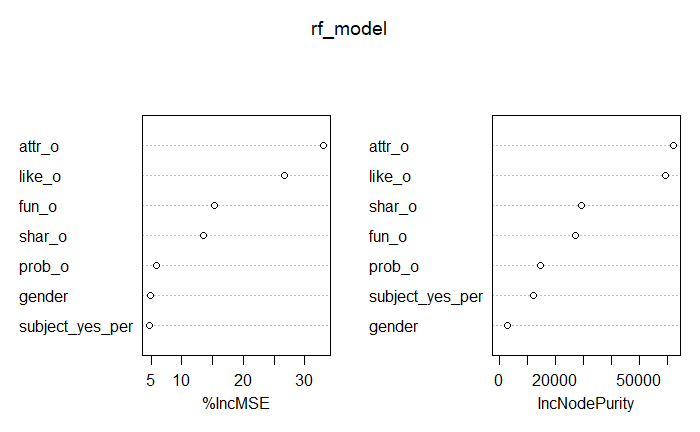 rf_model
attr_o
like_o
fun_o
shar_o
prob_o
gender
subject_yes_per
5 10 20 30
%IncMSE
attr_o
like_o
shar_o
fun_o
prob_o
subject_yes_per
gender
0 20000 50000
IncNodePurity